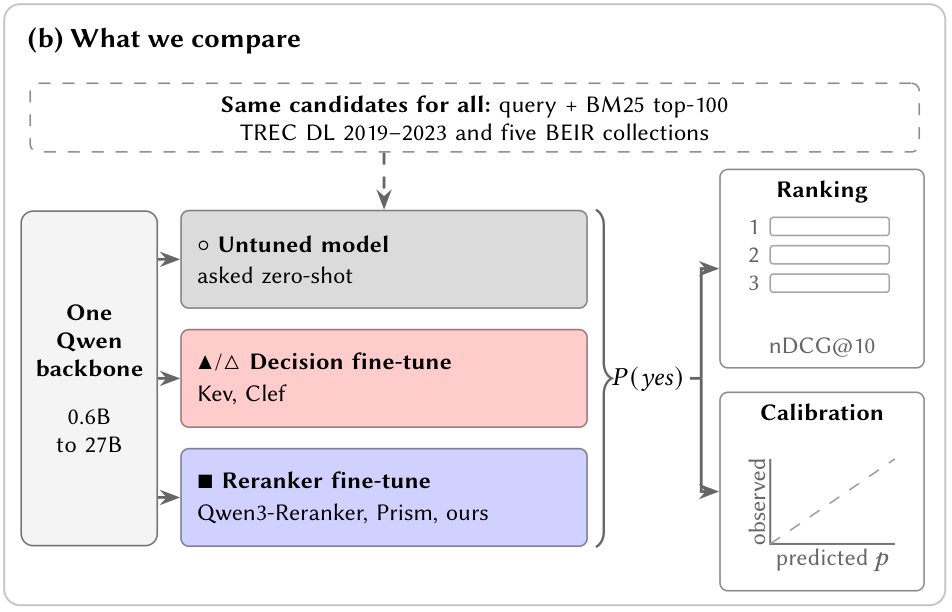 (b) What we compare
Same candidates for all: query + BM25 top-100
TREC DL 2019–2023 and five BEIR collections
One
Qwen
backbone
0.6B
to 27B
○ Untuned model
asked zero-shot
▲/△ Decision fine-tune
Kev, Clef
■ Reranker fine-tune
Qwen3-Reranker, Prism, ours
P(yes)
Ranking
1
2
3
nDCG@10
Calibration
observed
predicted p